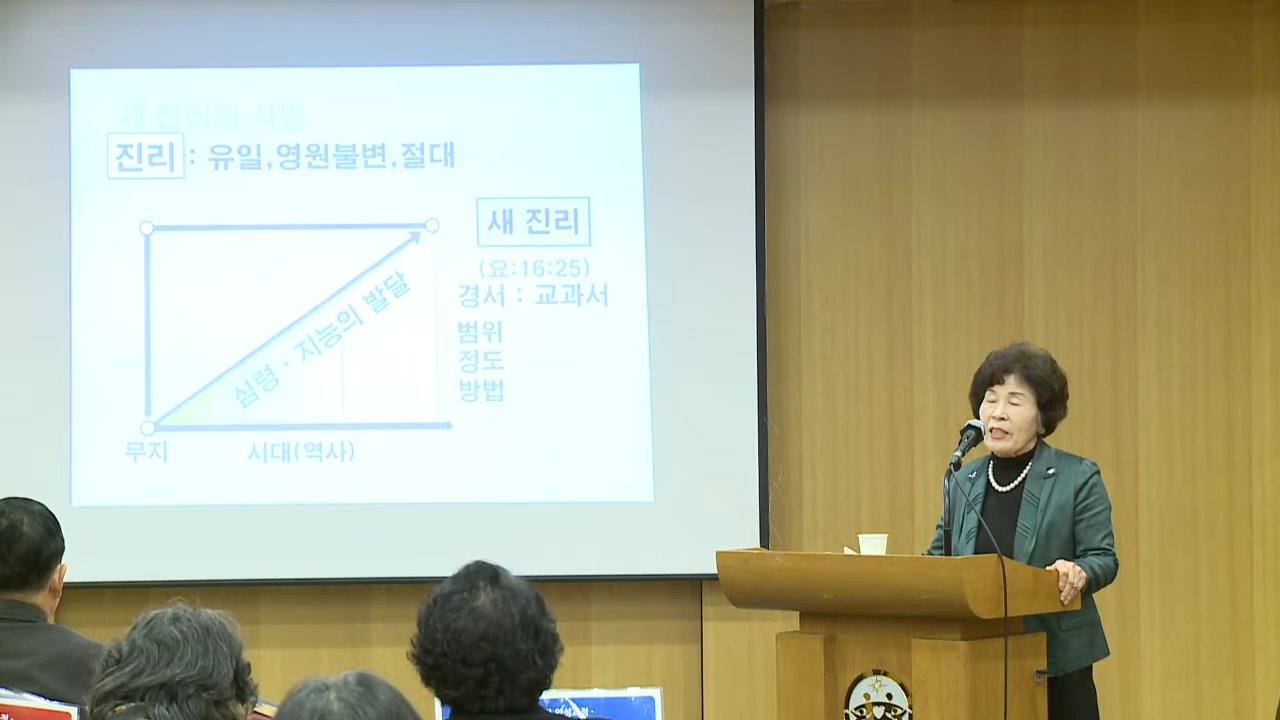 새 진리의 사명
진리 : 유일,영원불변,절대
새 진리
(요:16:25)
경서 : 교과서
범위
정도
방법
심령·지능의 발달
무지
시대(역사)